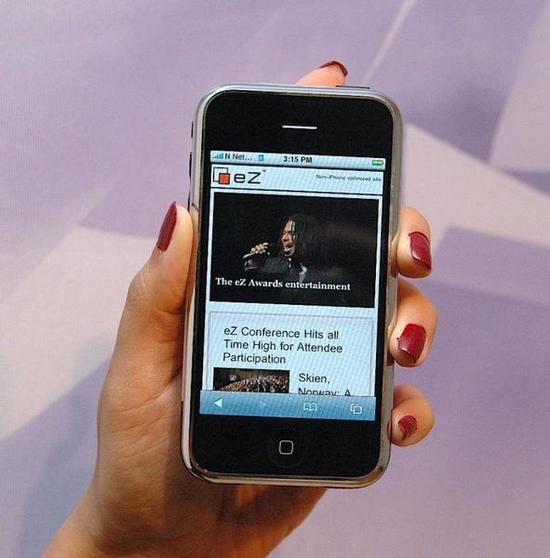 N Net... 3:15 PM
eZ Non-iPhone optimized site
The eZ Awards entertainment
eZ Conference Hits all
Time High for Attendee
Participation
Skien,
Norway: A